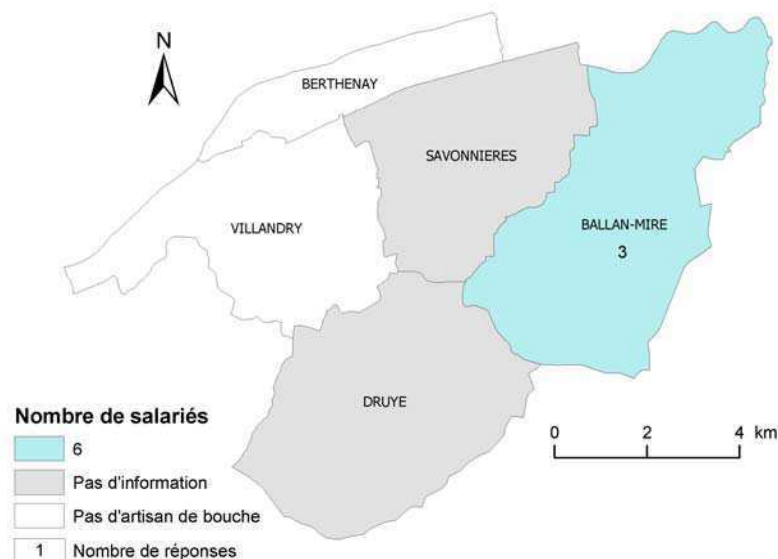 N
BERTHENAY
SAVONNIERES
VILLANDRY
BALLAN-MIRE
3
DRUYE
Nombre de salariés
6
Pas d'information
Pas d'artisan de bouche
1 Nombre de réponses
0 2 4 km